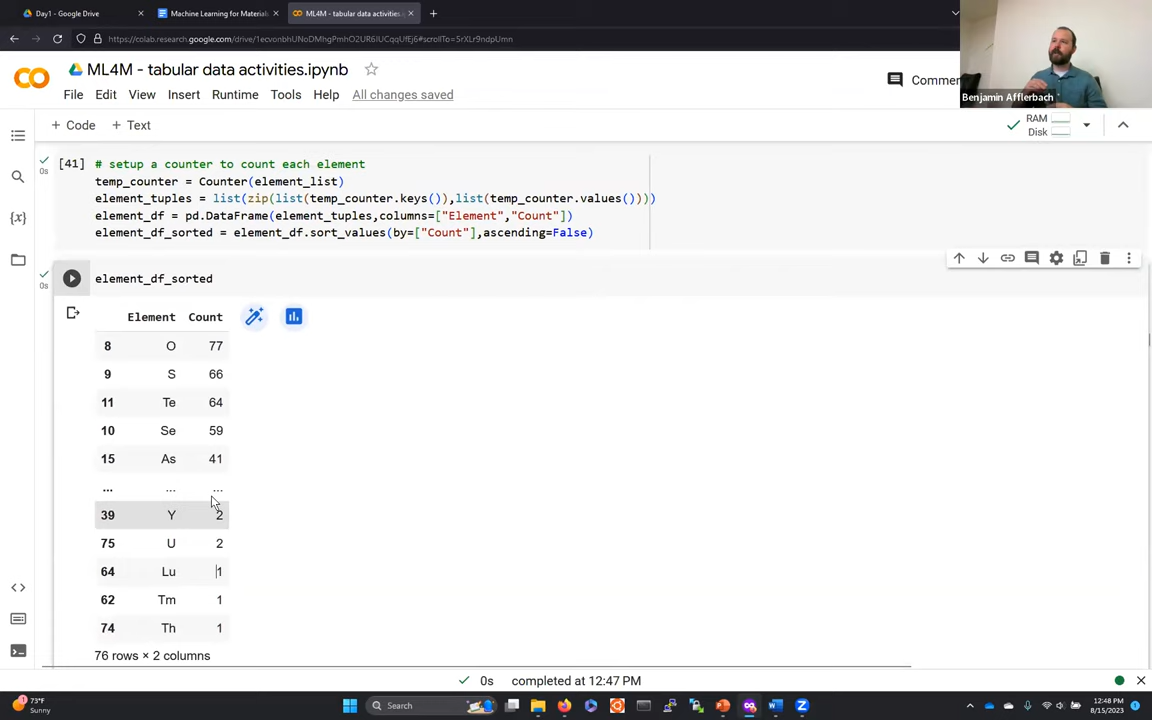 Day1 - Google Drive
Machine Learning for Material
ML4M - tabular data activities
https://colab.research.google.com/drive/1ecvonbhUNoDMhgPmhO2UR6IUCqqUfEj6#scrollTo=SrXLr9ndpUmn
ML4M - tabular data activities.ipynb
Comme
Benjamin Afflerbach
File Edit View Insert Runtime Tools Help All changes saved
+ Code + Text
RAM
Disk
[41] # setup a counter to count each element
0s temp_counter = Counter(element_list)
element_tuples = list(zip(list(temp_counter.keys()),list(temp_counter.values())))
element_df = pd.DataFrame(element_tuples,columns=["Element","Count"])
element_df_sorted = element_df.sort_values(by=["Count"],ascending=False)
element_df_sorted
0s
Element Count
8 O 77
9 S 66
11 Te 64
10 Se 59
15 As 41
... ... ...
39 Y 2
75 U 2
64 Lu 1
62 Tm 1
74 Th 1
76 rows × 2 columns
0s completed at 12:47 PM
73°F
Sunny
Search
12:48 PM
8/15/2023